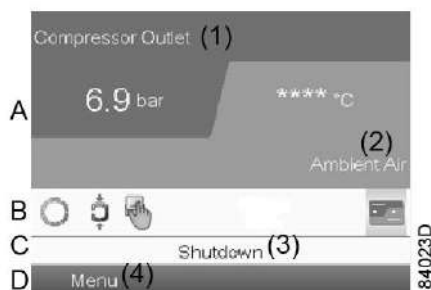 Compressor Outlet (1)
A
6.9 bar
**** °C
(2)
Ambient Air
B
C
Shutdown (3)
D
Menu (4)
84023D